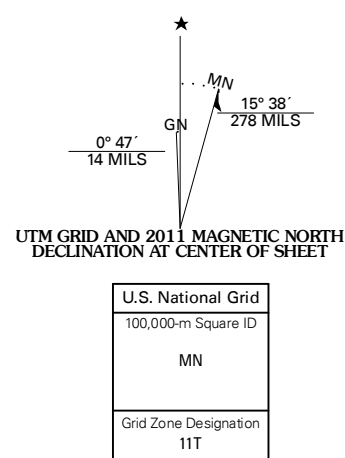 ★
MN
15° 38´
278 MILS
GN
0° 47´
14 MILS
UTM GRID AND 2011 MAGNETIC NORTH
DECLINATION AT CENTER OF SHEET
U.S. National Grid
100,000-m Square ID
MN
Grid Zone Designation
11T